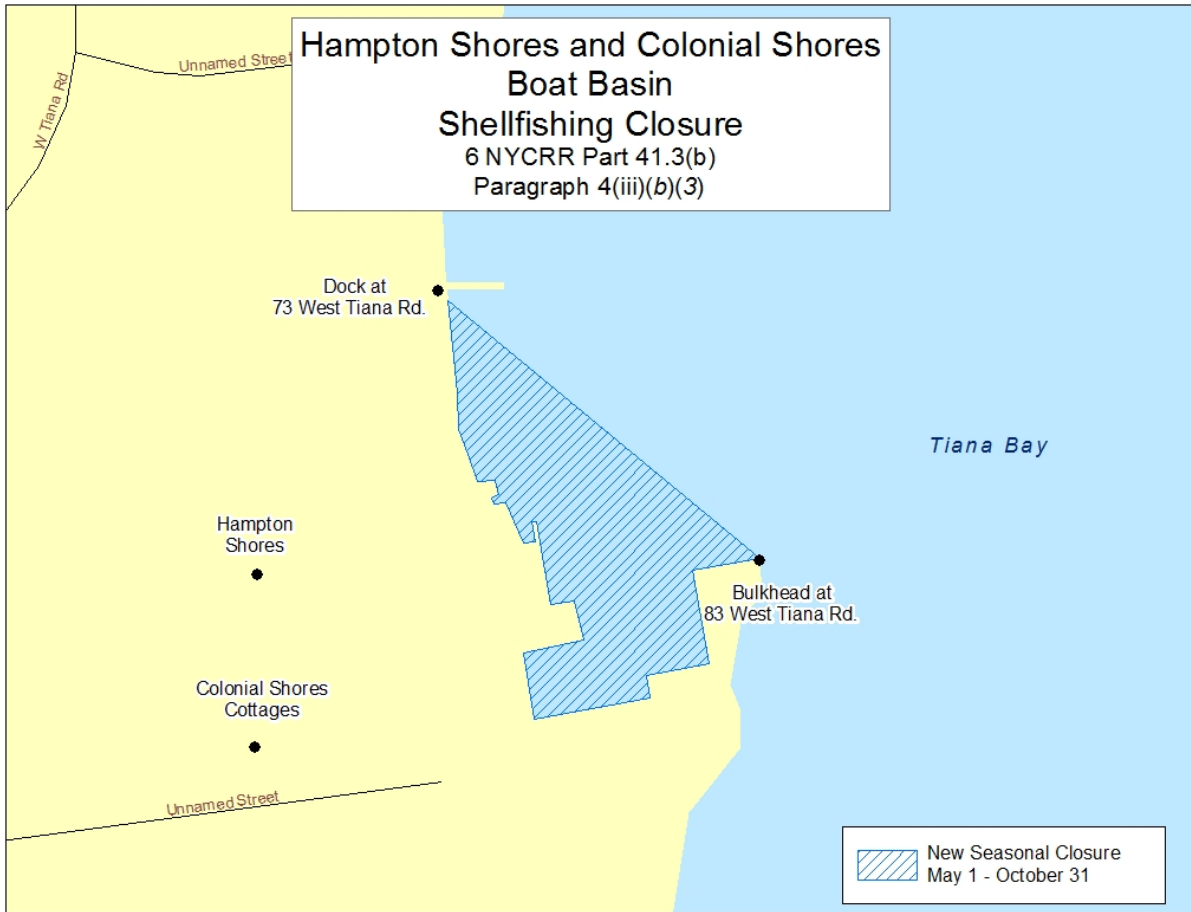 Hampton Shores and Colonial Shores
Boat Basin
Shellfishing Closure
6 NYCRR Part 41.3(b)
Paragraph 4(iii)(b)(3)
Unnamed Street
W Tiana Rd
Dock at
73 West Tiana Rd.
Tiana Bay
Hampton
Shores
Bulkhead at
83 West Tiana Rd.
Colonial Shores
Cottages
Unnamed Street
New Seasonal Closure
May 1 - October 31